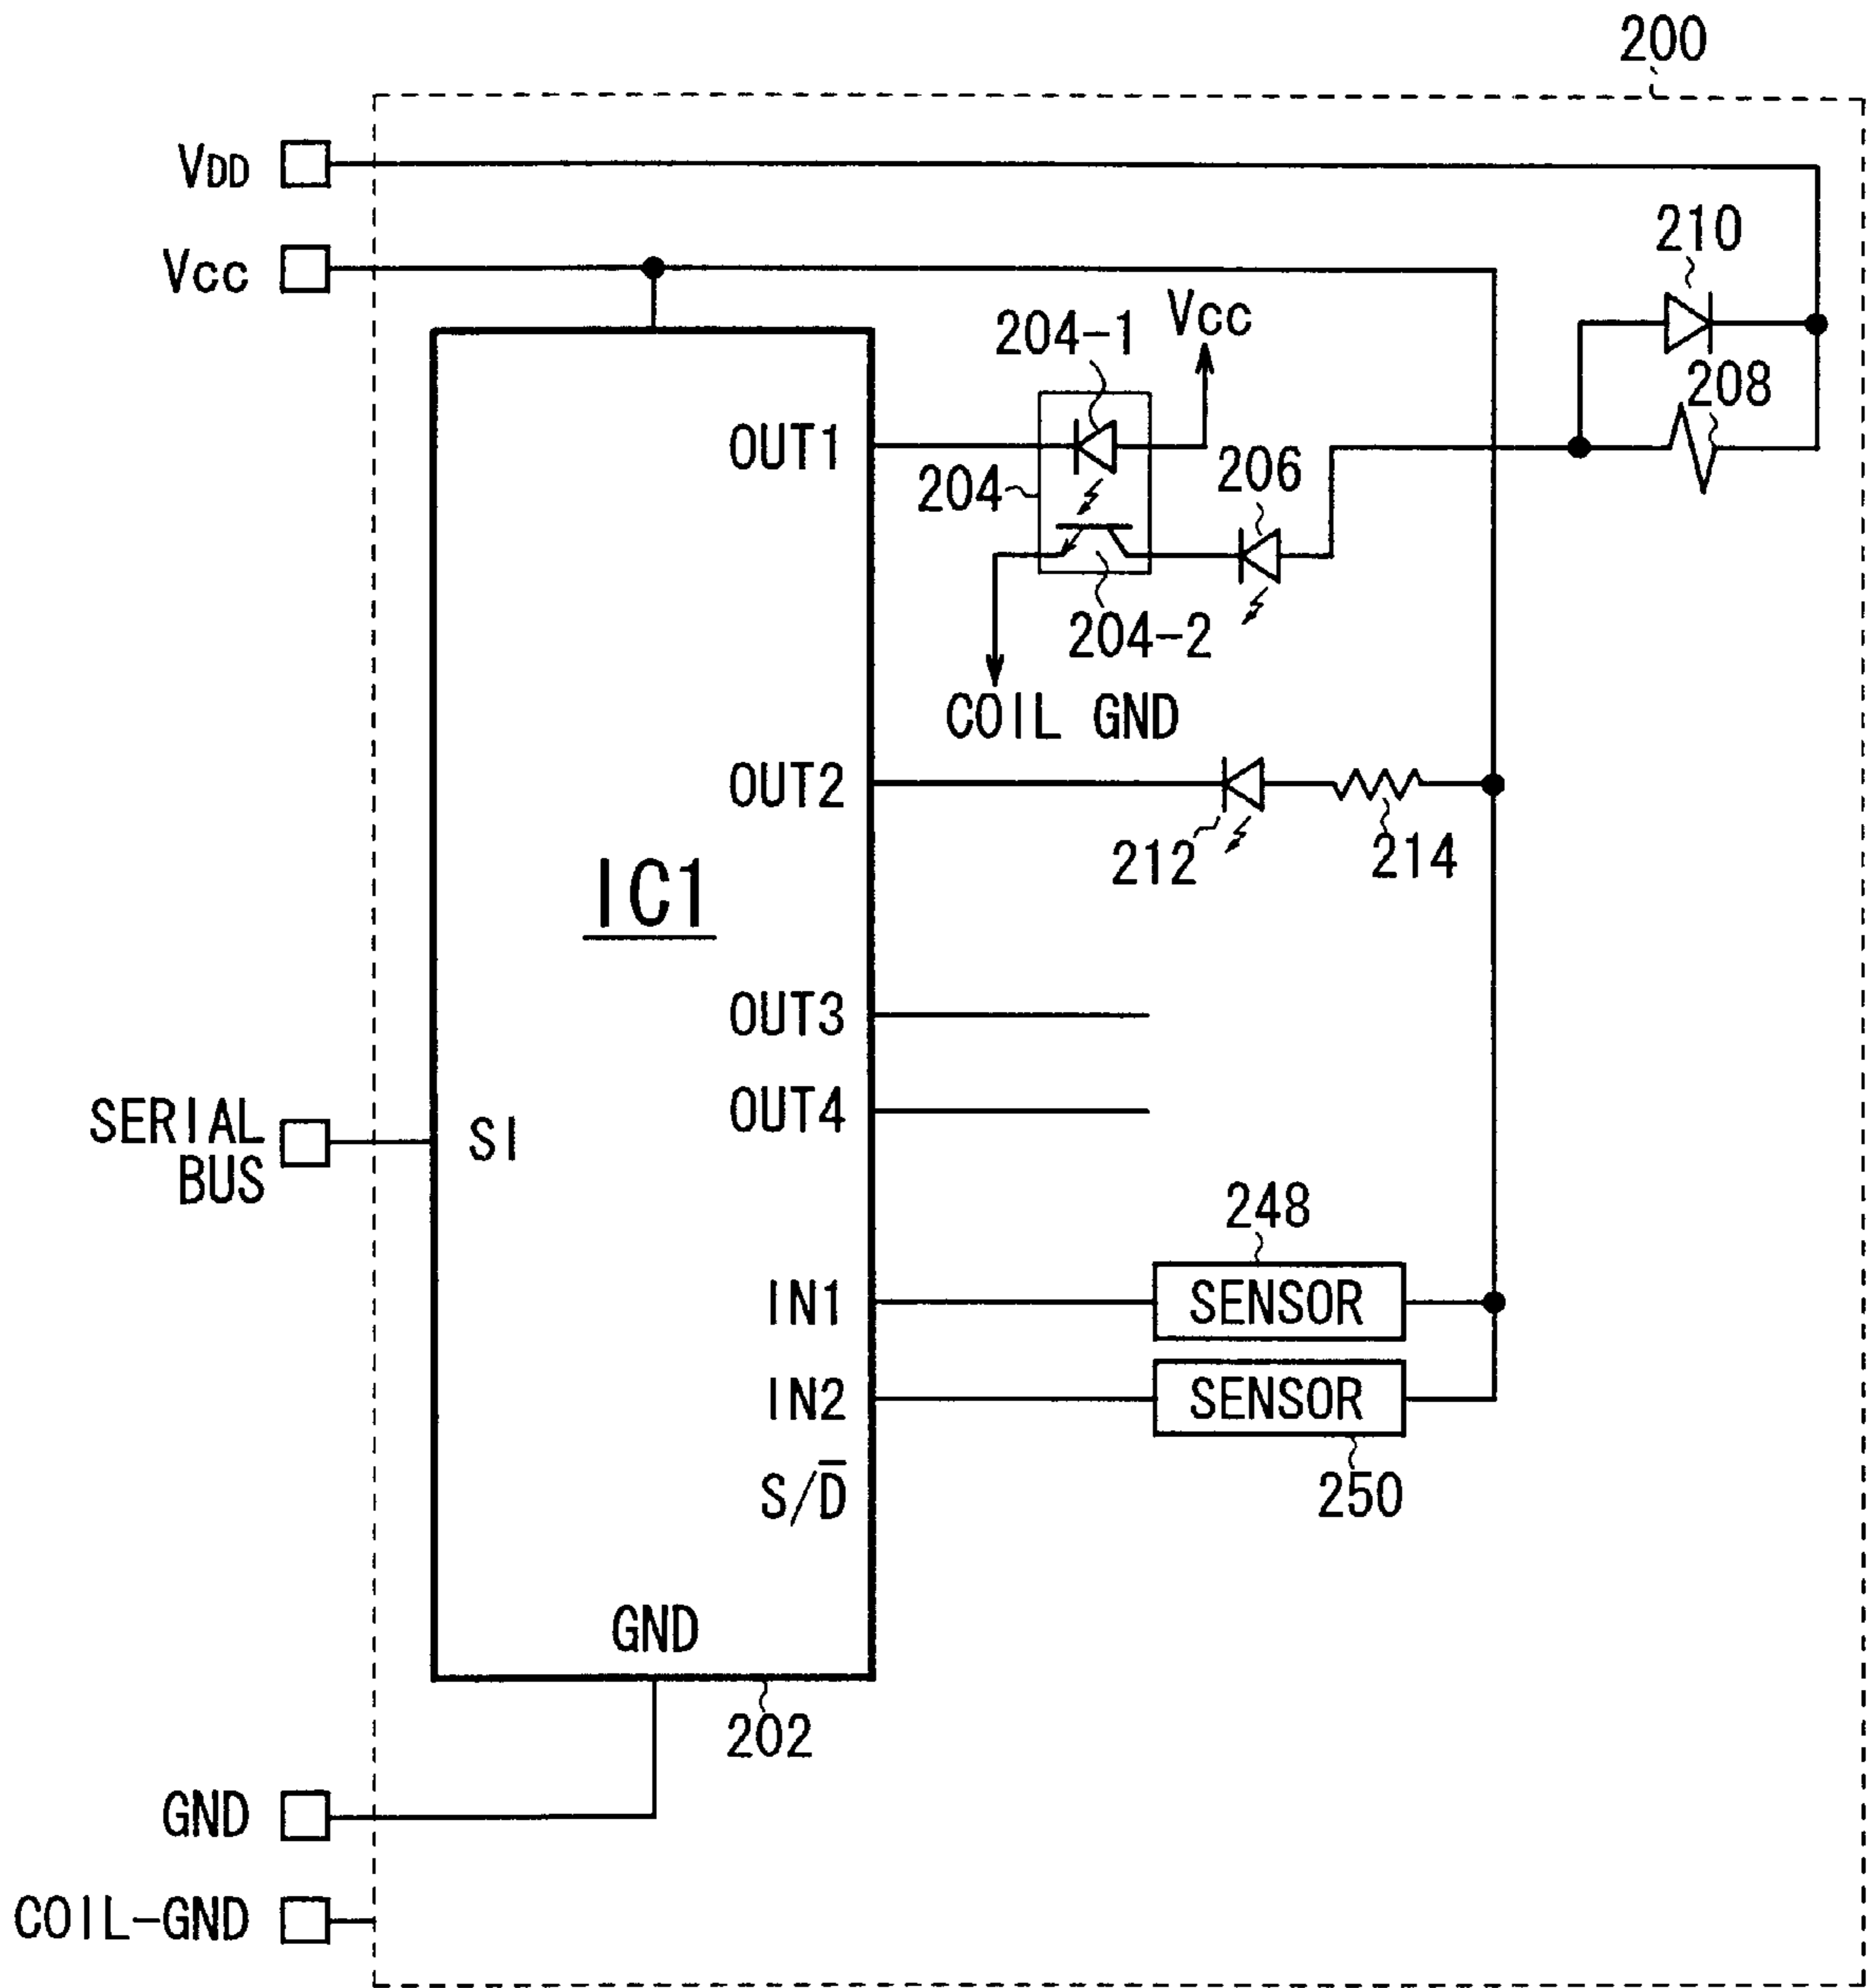 200
VDD
Vcc
210
204-1
Vcc
208
OUT1
204
206
204-2
COIL GND
OUT2
212
214
IC1
OUT3
OUT4
SERIAL
BUS
SI
248
IN1
SENSOR
IN2
SENSOR
S/D̅
250
GND
202
GND
COIL-GND